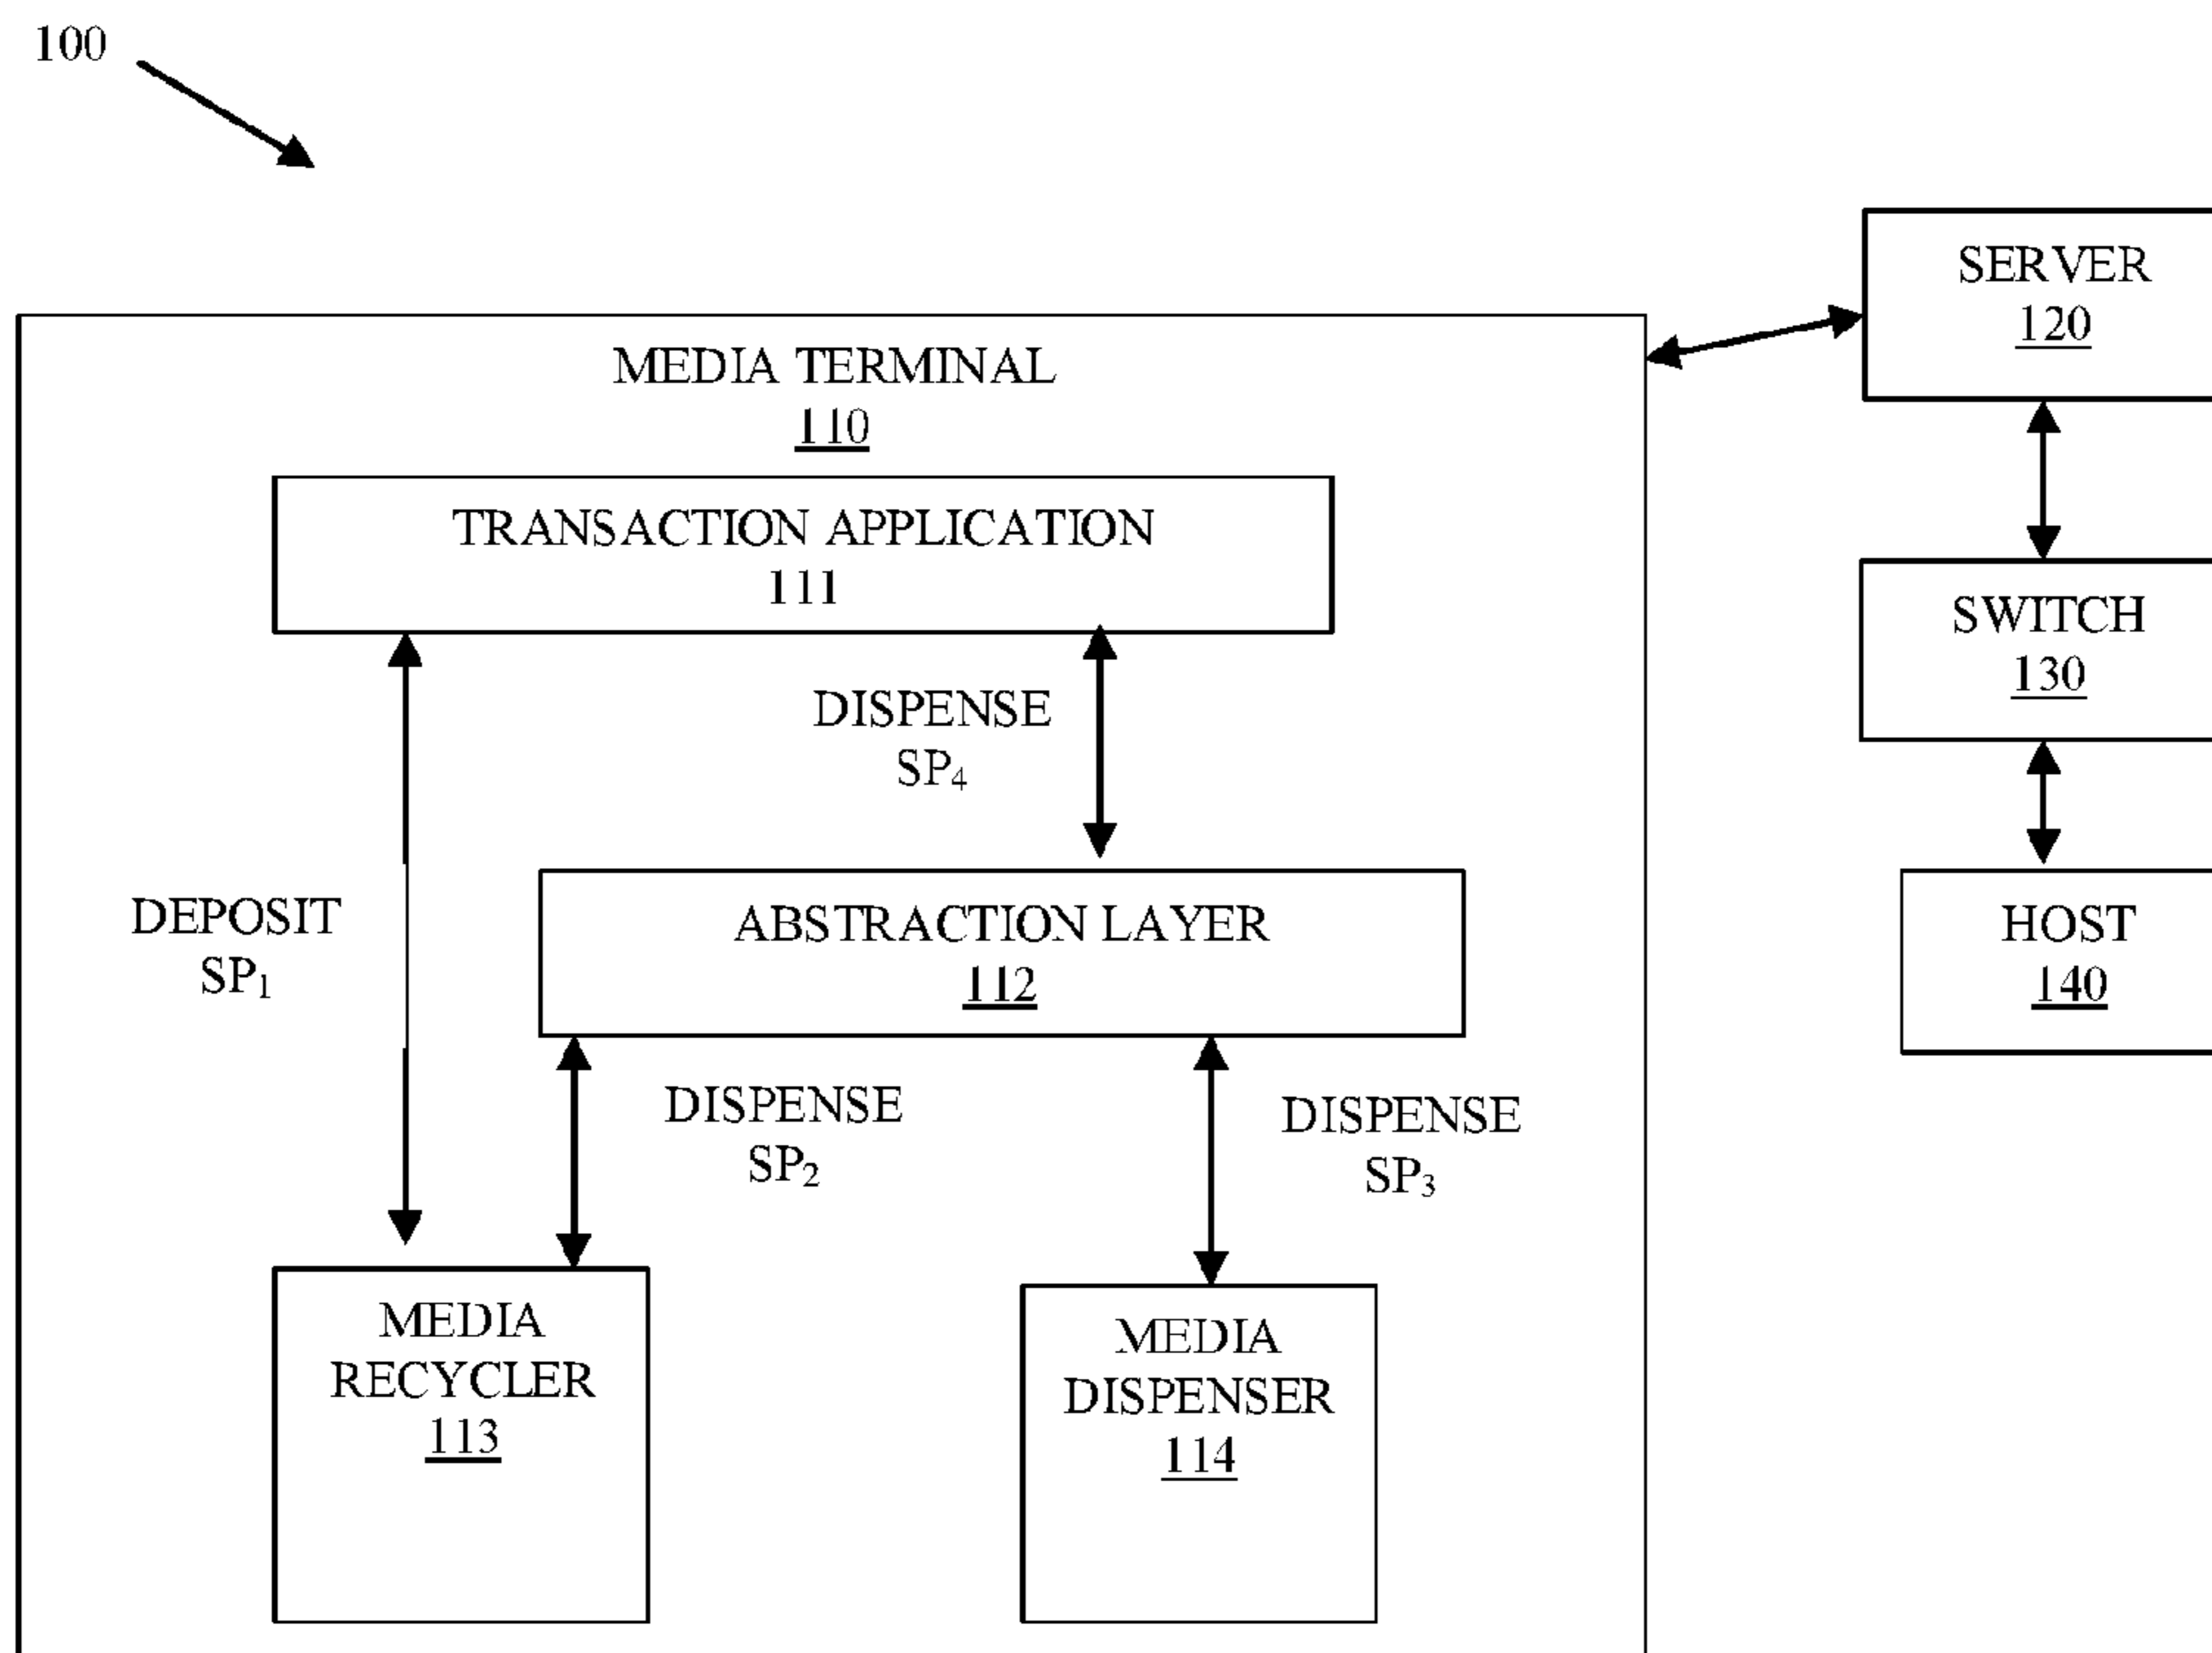 100
SERVER
120
MEDIA TERMINAL
110
TRANSACTION APPLICATION
111
SWITCH
130
DISPENSE
SP₄
DEPOSIT
SP₁
ABSTRACTION LAYER
112
HOST
140
DISPENSE
SP₂
DISPENSE
SP₃
MEDIA
RECYCLER
113
MEDIA
DISPENSER
114